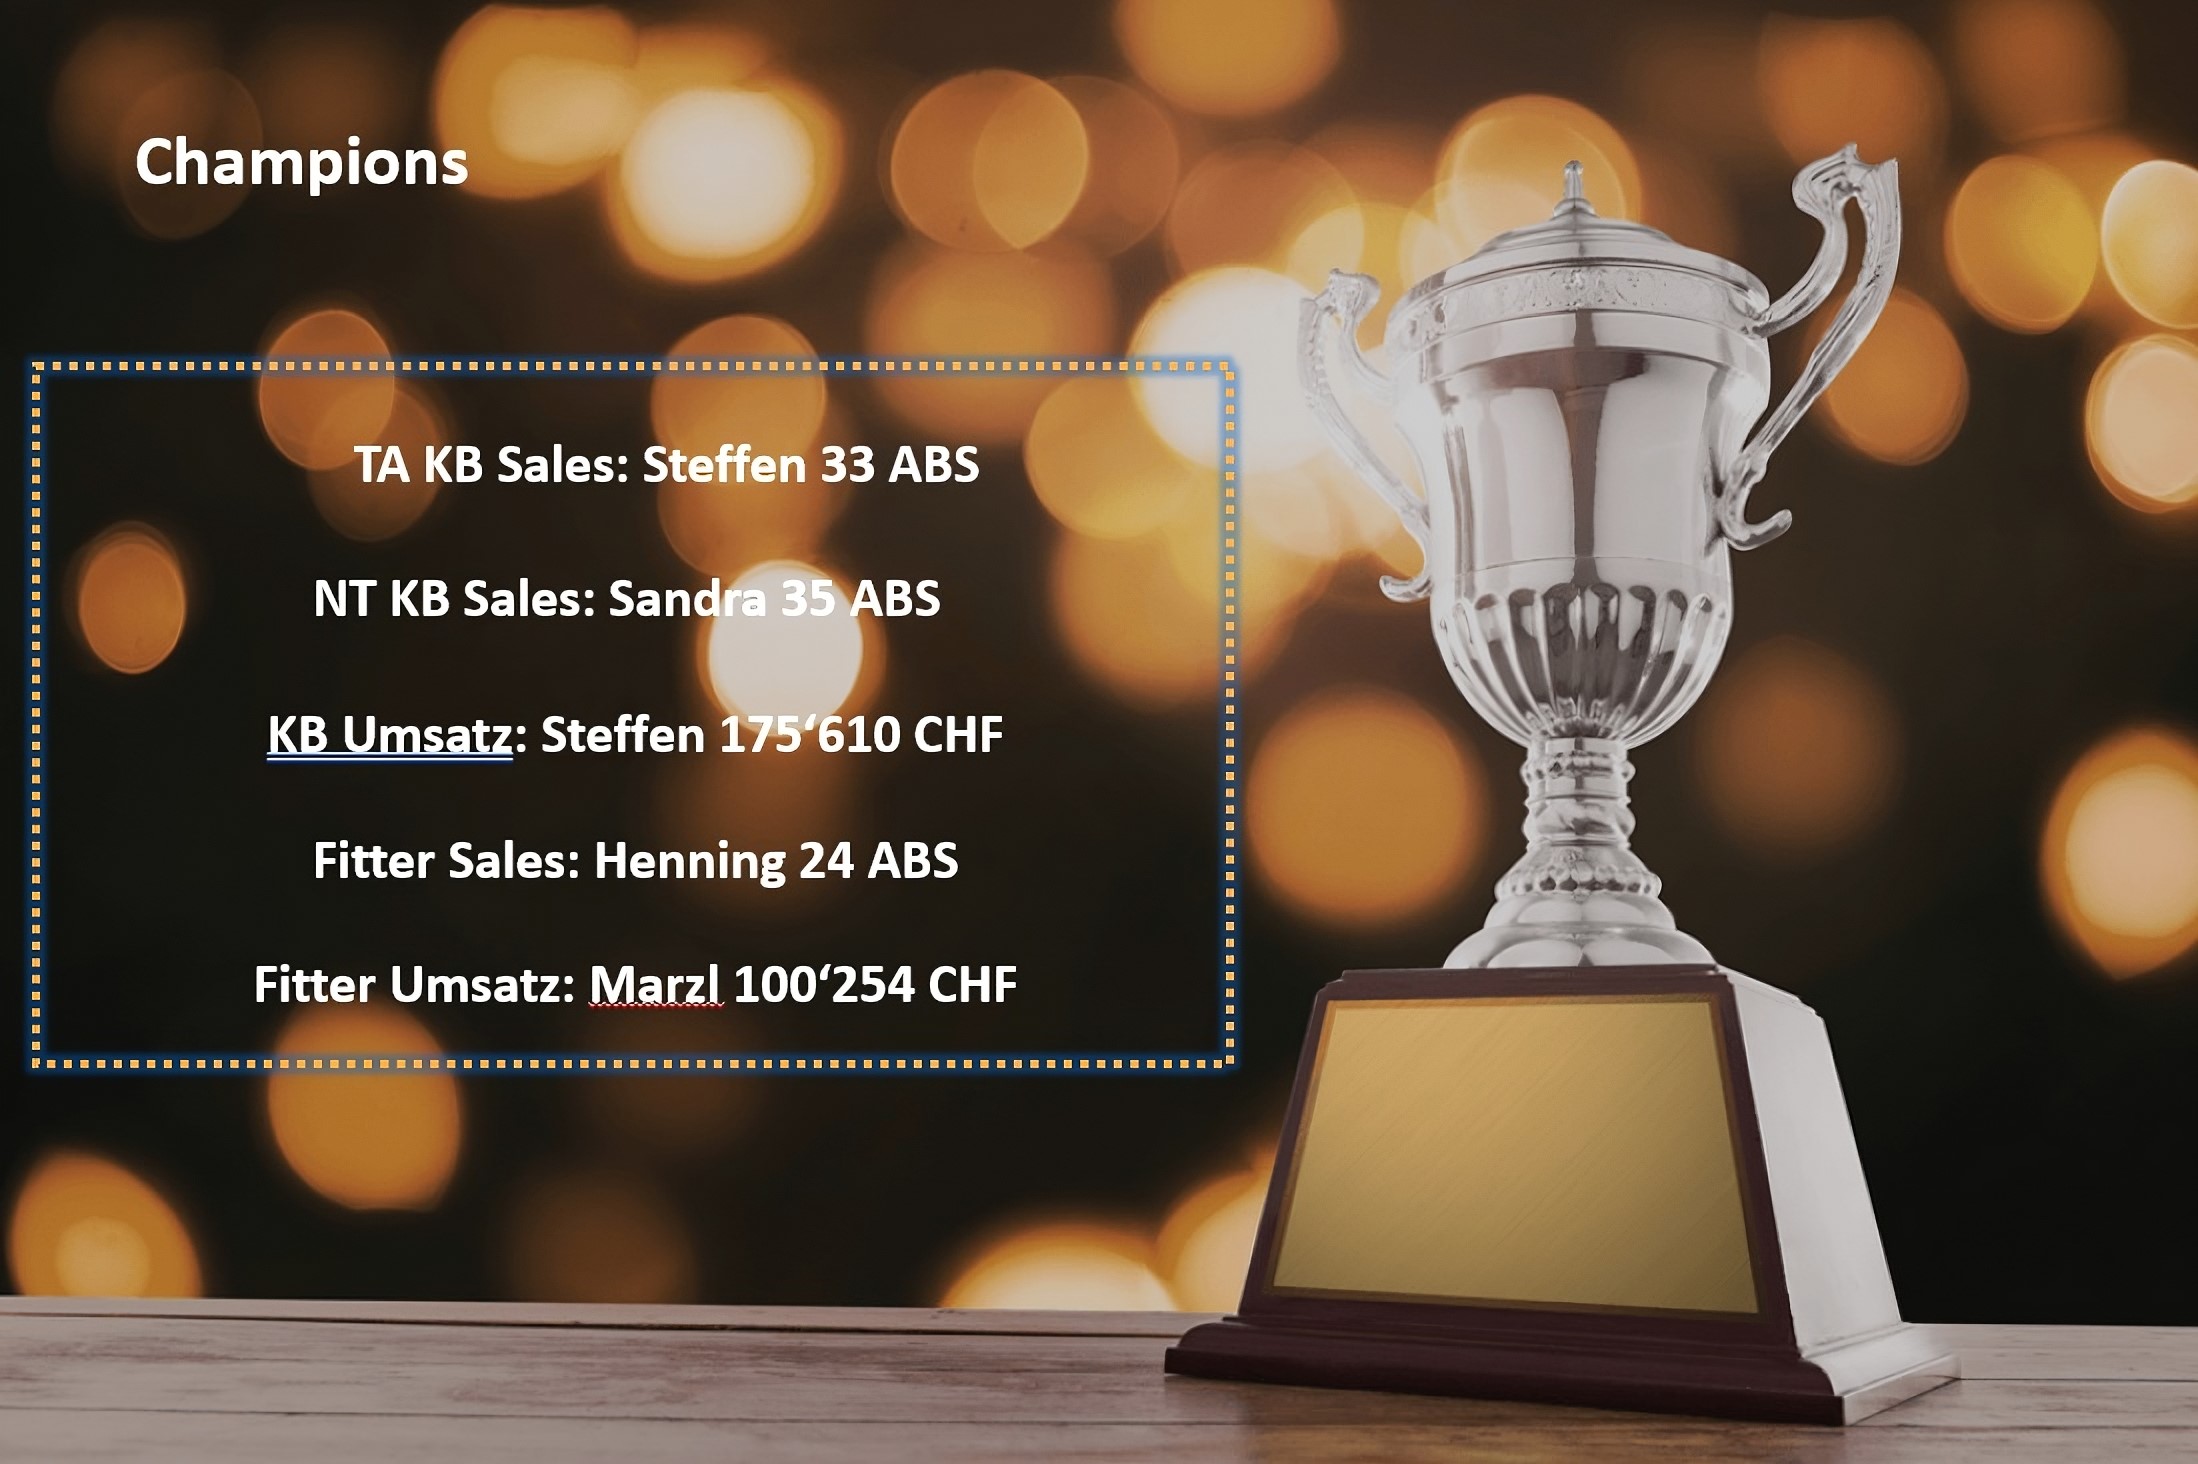 Champions
TA KB Sales: Steffen 33 ABS
NT KB Sales: Sandra 35 ABS
KB Umsatz: Steffen 175‘610 CHF
Fitter Sales: Henning 24 ABS
Fitter Umsatz: Marzl 100‘254 CHF